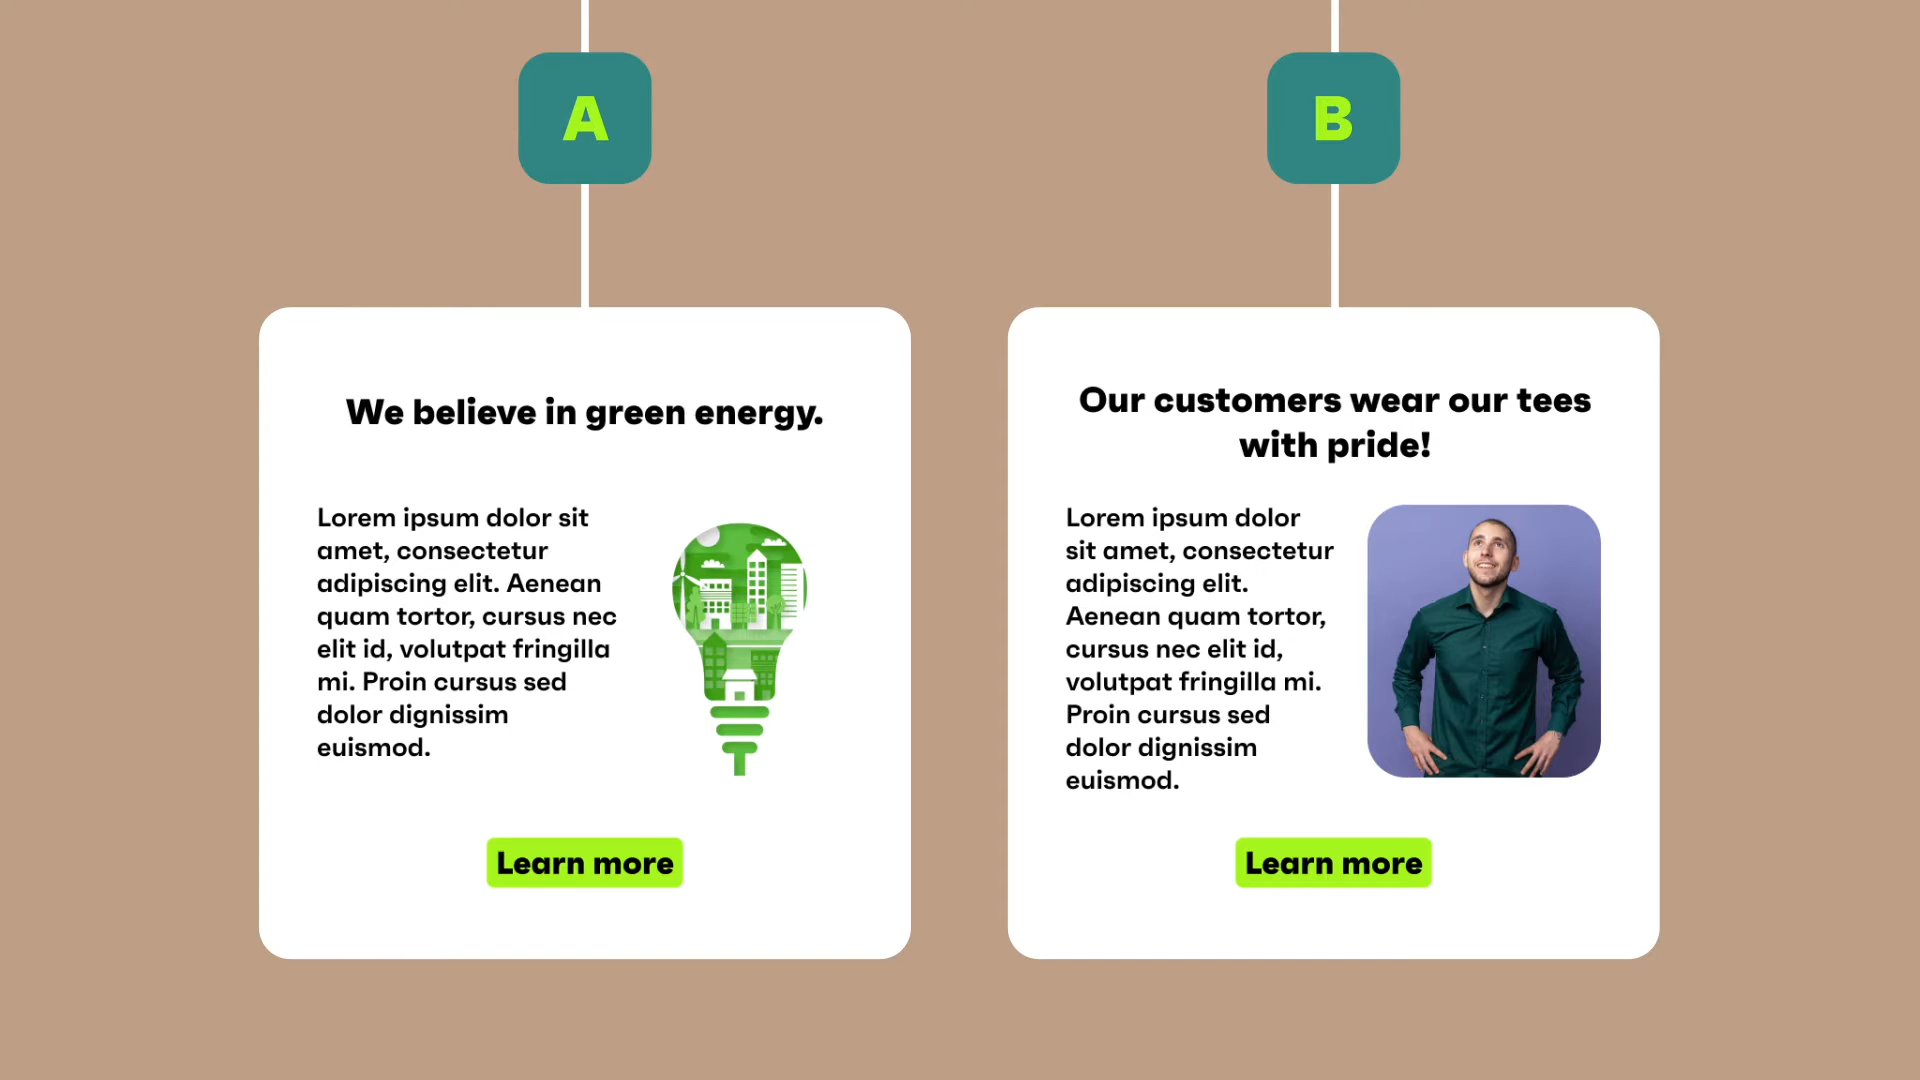 A
We believe in green energy.
Lorem ipsum dolor sit
amet, consectetur
adipiscing elit. Aenean
quam tortor, cursus nec
elit id, volutpat fringilla
mi. Proin cursus sed
dolor dignissim
euismod.
Learn more
B
Our customers wear our tees
with pride!
Lorem ipsum dolor
sit amet, consectetur
adipiscing elit.
Aenean quam tortor,
cursus nec elit id,
volutpat fringilla mi.
Proin cursus sed
dolor dignissim
euismod.
Learn more